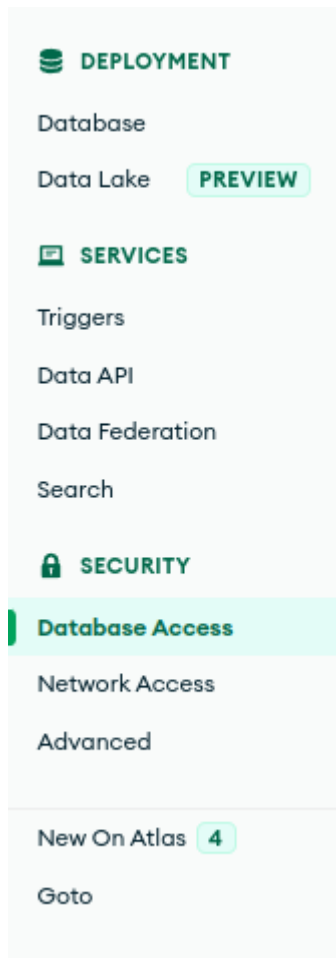 DEPLOYMENT
Database
Data Lake PREVIEW
SERVICES
Triggers
Data API
Data Federation
Search
SECURITY
Database Access
Network Access
Advanced
New On Atlas 4
Goto